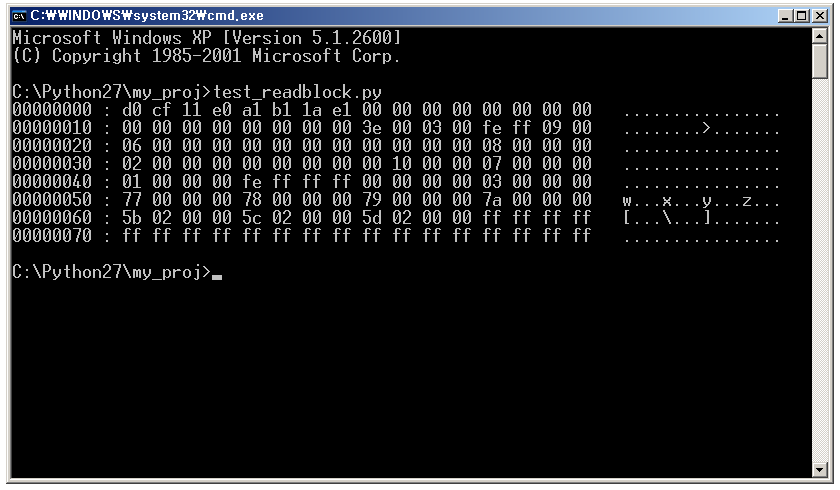 C:₩WINDOWS₩system32₩cmd.exe
Microsoft Windows XP [Version 5.1.2600]
(C) Copyright 1985-2001 Microsoft Corp.
C:\Python27\my_proj>test_readblock.py
00000000 : d0 cf 11 e0 a1 b1 1a e1 00 00 00 00 00 00 00 00 ................
00000010 : 00 00 00 00 00 00 00 00 3e 00 03 00 fe ff 09 00 ........>.......
00000020 : 06 00 00 00 00 00 00 00 00 00 00 00 08 00 00 00 ................
00000030 : 02 00 00 00 00 00 00 00 00 10 00 00 07 00 00 00 ................
00000040 : 01 00 00 00 fe ff ff ff 00 00 00 00 03 00 00 00 ................
00000050 : 77 00 00 00 78 00 00 00 79 00 00 00 7a 00 00 00 w...x...y...z...
00000060 : 5b 02 00 00 5c 02 00 00 5d 02 00 00 ff ff ff ff [...\...].......
00000070 : ff ff ff ff ff ff ff ff ff ff ff ff ff ff ff ff ................
C:\Python27\my_proj>_